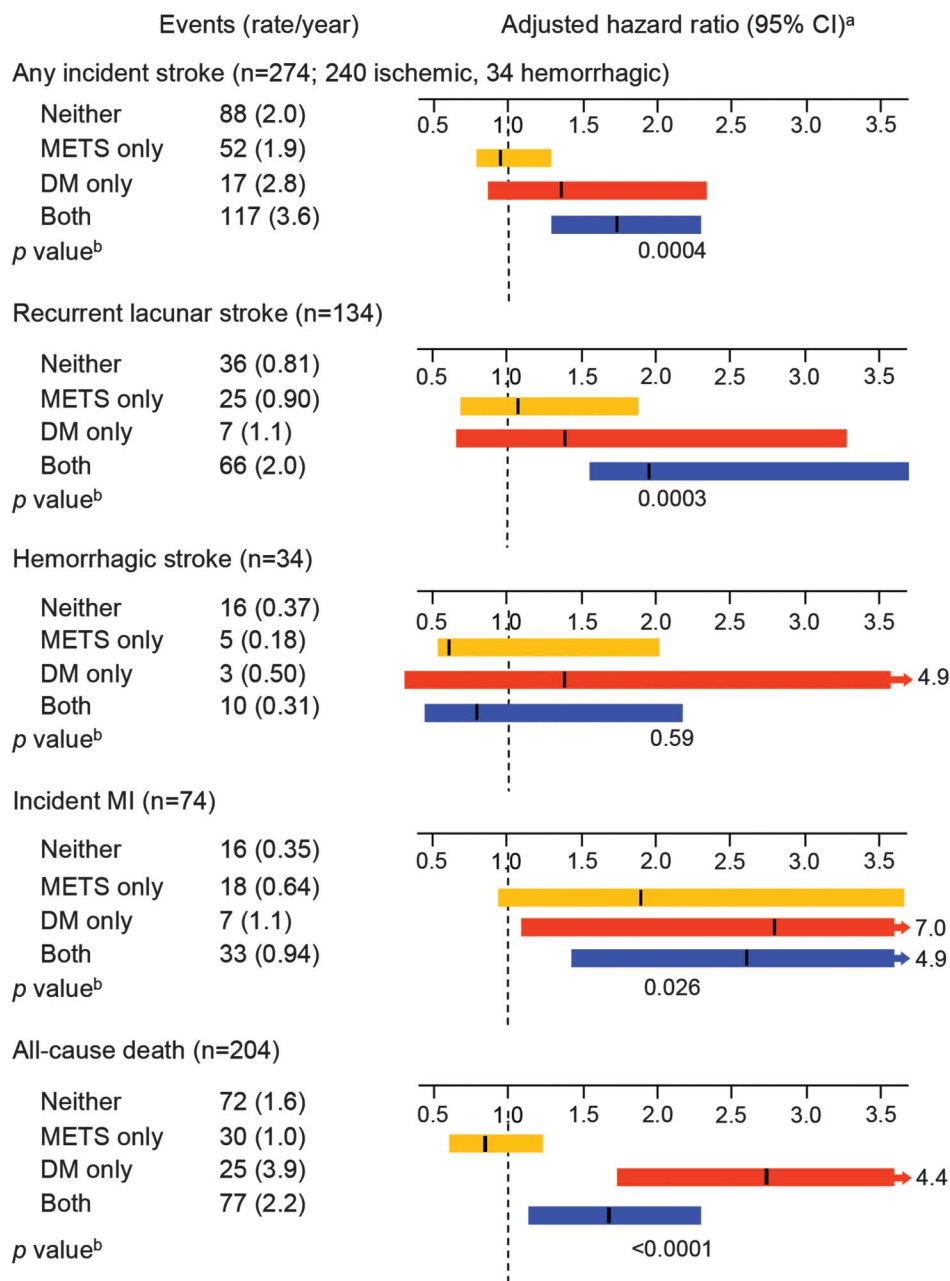 Events (rate/year) Adjusted hazard ratio (95% CI)a
Any incident stroke (n=274; 240 ischemic, 34 hemorrhagic)
0.5 1.0 1.5 2.0 2.5 3.0 3.5
Neither 88 (2.0)
METS only 52 (1.9)
DM only 17 (2.8)
Both 117 (3.6)
p valueb 0.0004
Recurrent lacunar stroke (n=134)
0.5 1.0 1.5 2.0 2.5 3.0 3.5
Neither 36 (0.81)
METS only 25 (0.90)
DM only 7 (1.1)
Both 66 (2.0)
p valueb 0.0003
Hemorrhagic stroke (n=34)
0.5 1.0 1.5 2.0 2.5 3.0 3.5
Neither 16 (0.37)
METS only 5 (0.18)
DM only 3 (0.50) 4.9
Both 10 (0.31)
p valueb 0.59
Incident MI (n=74)
0.5 1.0 1.5 2.0 2.5 3.0 3.5
Neither 16 (0.35)
METS only 18 (0.64)
DM only 7 (1.1) 7.0
Both 33 (0.94) 4.9
p valueb 0.026
All-cause death (n=204)
0.5 1.0 1.5 2.0 2.5 3.0 3.5
Neither 72 (1.6)
METS only 30 (1.0)
DM only 25 (3.9) 4.4
Both 77 (2.2)
p valueb <0.0001